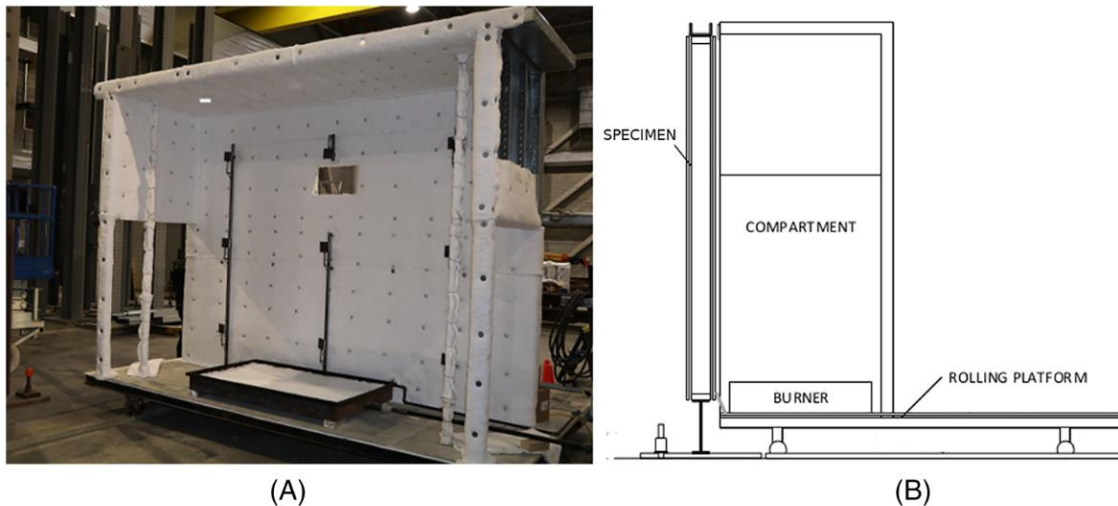 SPECIMEN
COMPARTMENT
ROLLING PLATFORM
BURNER
(A)
(B)